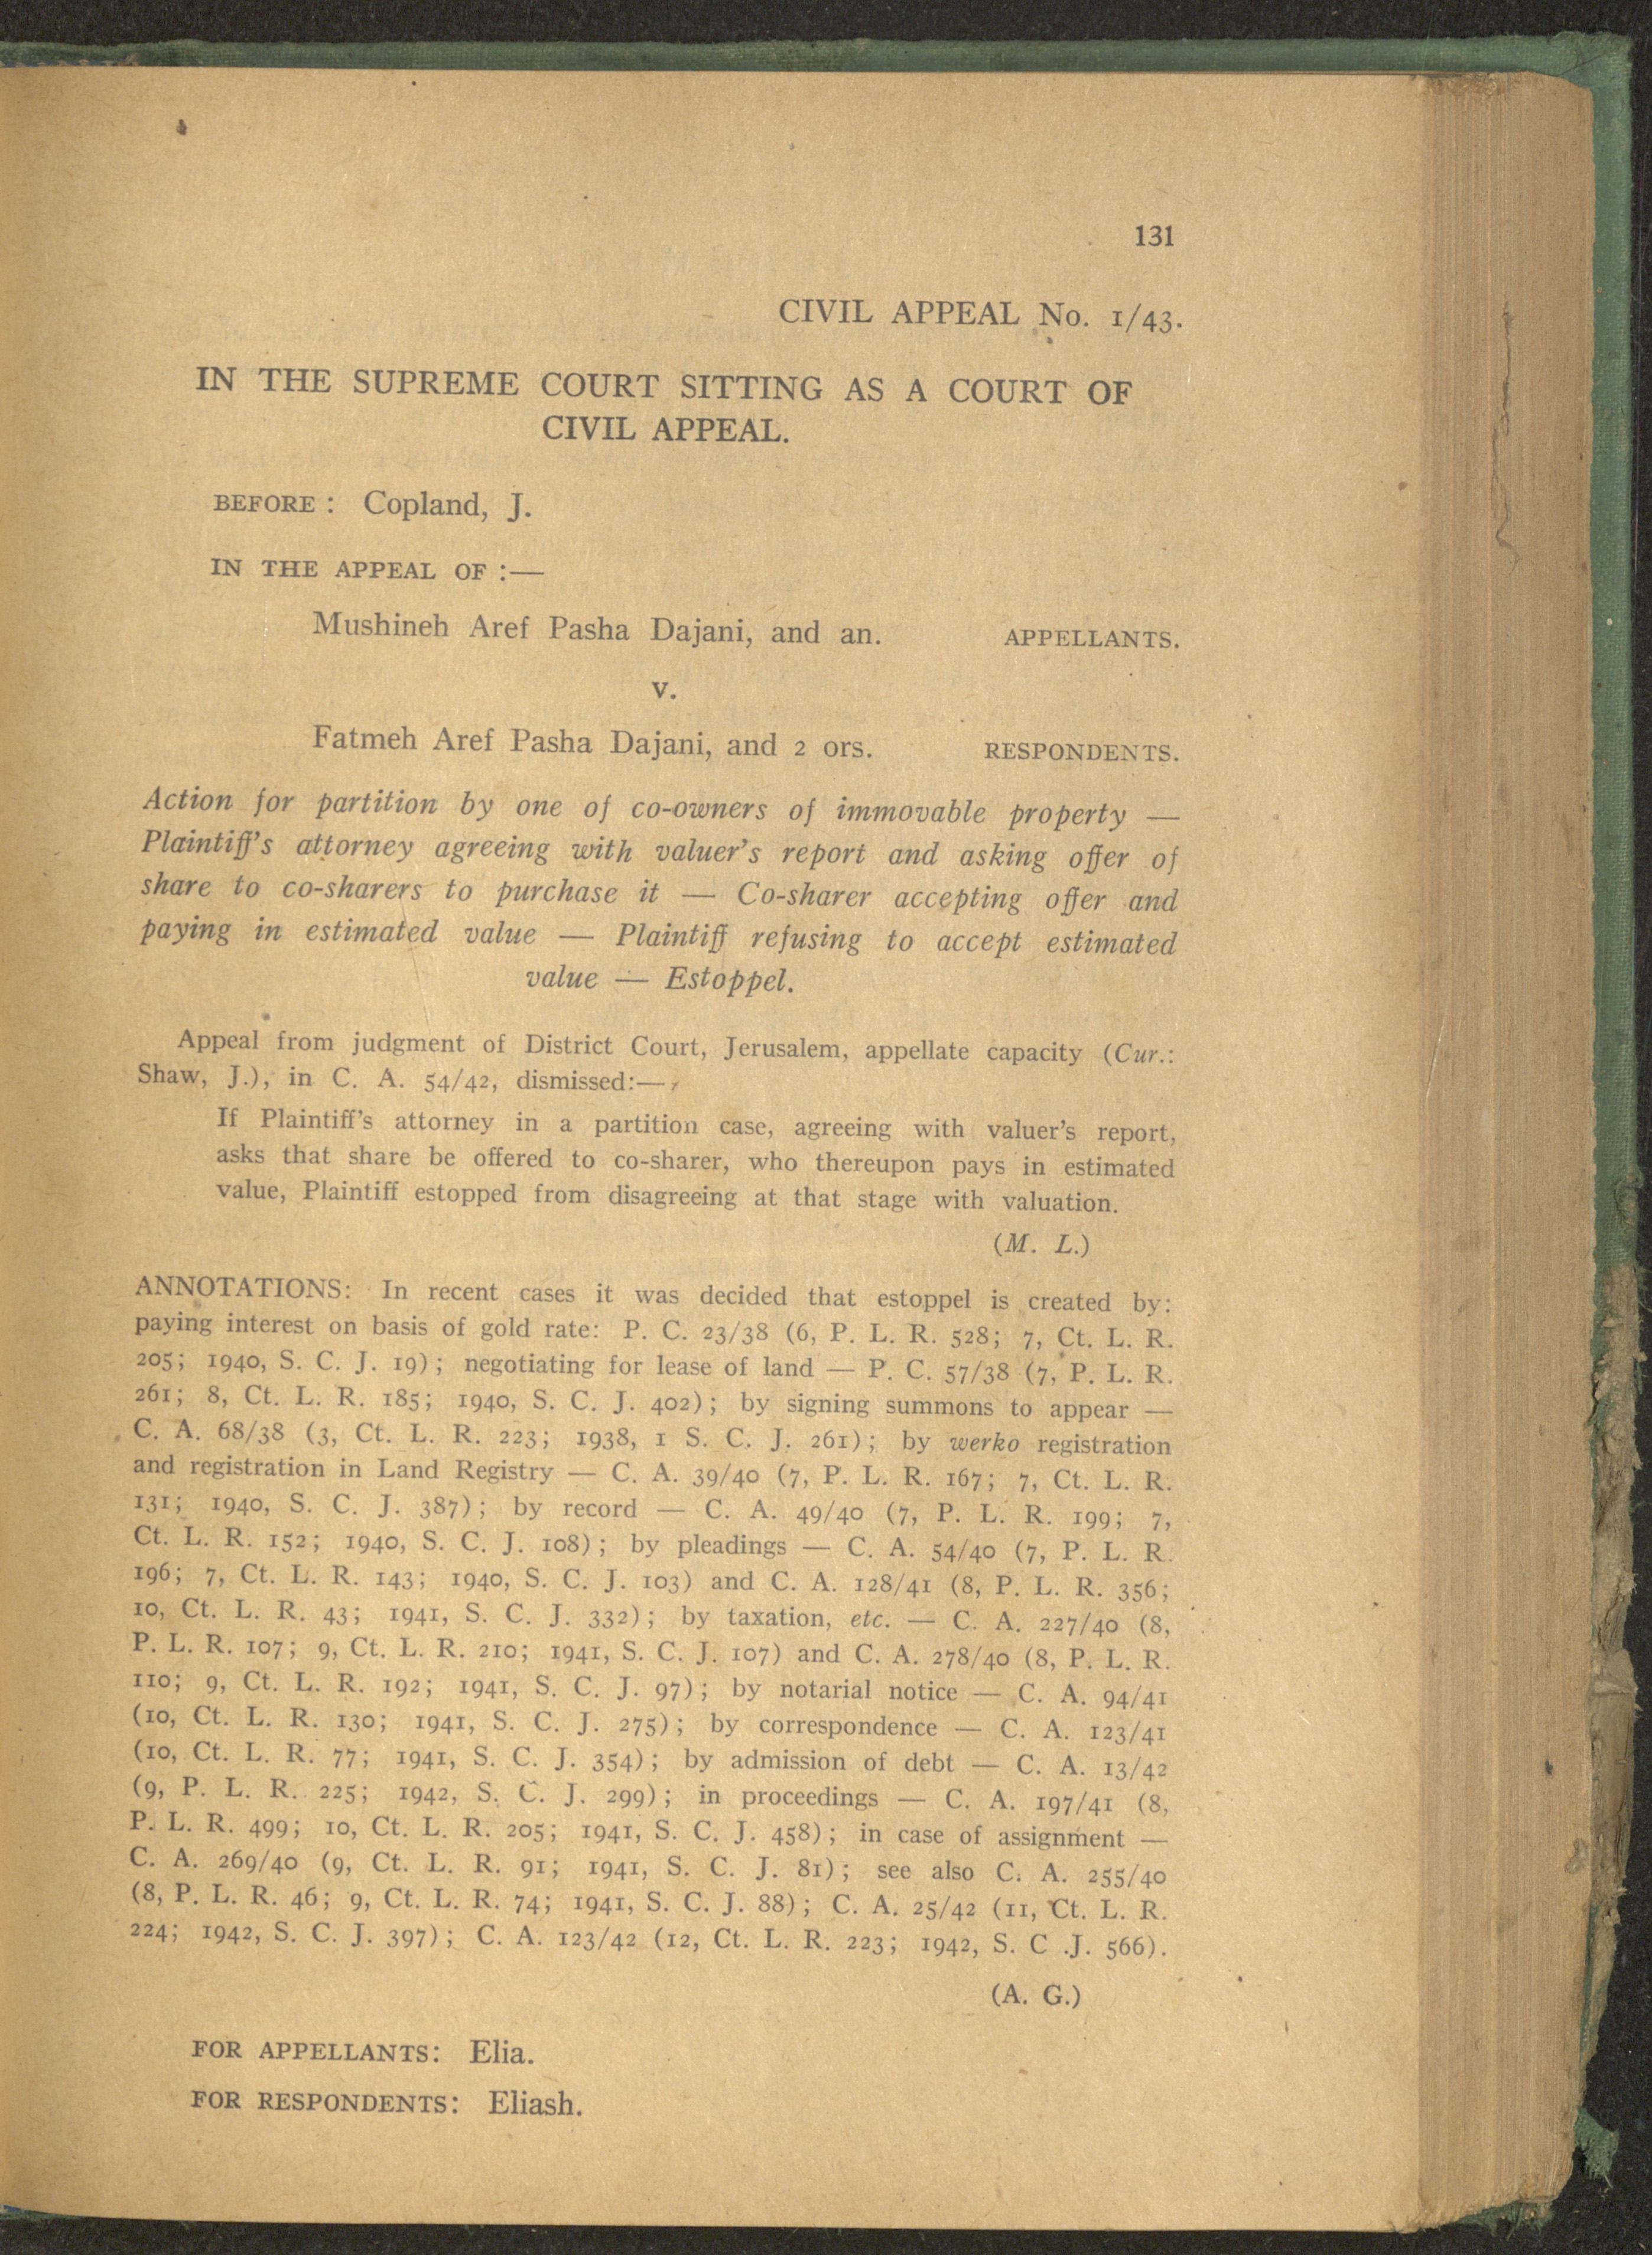 131
CIVIL APPEAL No. 1/43.
IN THE SUPREME COURT SITTING AS A COURT OF
CIVIL APPEAL.
BEFORE : Copland, J.
IN THE APPEAL OF :—
Mushineh Aref Pasha Dajani, and an. APPELLANTS.
v.
Fatmeh Aref Pasha Dajani, and 2 ors. RESPONDENTS.
Action for partition by one of co-owners of immovable property —
Plaintiff's attorney agreeing with valuer's report and asking offer of
share to co-sharers to purchase it — Co-sharer accepting offer and
paying in estimated value — Plaintiff refusing to accept estimated
value — Estoppel.
Appeal from judgment of District Court, Jerusalem, appellate capacity (Cur.:
Shaw, J.), in C. A. 54/42, dismissed:—
If Plaintiff's attorney in a partition case, agreeing with valuer's report,
asks that share be offered to co-sharer, who thereupon pays in estimated
value, Plaintiff estopped from disagreeing at that stage with valuation.
(M. L.)
ANNOTATIONS: In recent cases it was decided that estoppel is created by:
paying interest on basis of gold rate: P. C. 23/38 (6, P. L. R. 528; 7, Ct. L. R.
205; 1940, S. C. J. 19); negotiating for lease of land — P. C. 57/38 (7, P. L. R.
261; 8, Ct. L. R. 185; 1940, S. C. J. 402); by signing summons to appear —
C. A. 68/38 (3, Ct. L. R. 223; 1938, 1 S. C. J. 261); by werko registration
and registration in Land Registry — C. A. 39/40 (7, P. L. R. 167; 7, Ct. L. R.
131; 1940, S. C. J. 387); by record — C. A. 49/40 (7, P. L. R. 199; 7,
Ct. L. R. 152; 1940, S. C. J. 108); by pleadings — C. A. 54/40 (7, P. L. R.
196; 7, Ct. L. R. 143; 1940, S. C. J. 103) and C. A. 128/41 (8, P. L. R. 356;
10, Ct. L. R. 43; 1941, S. C. J. 332); by taxation, etc. — C. A. 227/40 (8,
P. L. R. 107; 9, Ct. L. R. 210; 1941, S. C. J. 107) and C. A. 278/40 (8, P. L. R.
110; 9, Ct. L. R. 192; 1941, S. C. J. 97); by notarial notice — C. A. 94/41
(10, Ct. L. R. 130; 1941, S. C. J. 275); by correspondence — C. A. 123/41
(10, Ct. L. R. 77; 1941, S. C. J. 354); by admission of debt — C. A. 13/42
(9, P. L. R. 225; 1942, S. C. J. 299); in proceedings — C. A. 197/41 (8,
P. L. R. 499; 10, Ct. L. R. 205; 1941, S. C. J. 458); in case of assignment —
C. A. 269/40 (9, Ct. L. R. 91; 1941, S. C. J. 81); see also C. A. 255/40
(8, P. L. R. 46; 9, Ct. L. R. 74; 1941, S. C. J. 88); C. A. 25/42 (11, Ct. L. R.
224; 1942, S. C. J. 397); C. A. 123/42 (12, Ct. L. R. 223; 1942, S. C .J. 566).
(A. G.)
FOR APPELLANTS: Elia.
FOR RESPONDENTS: Eliash.